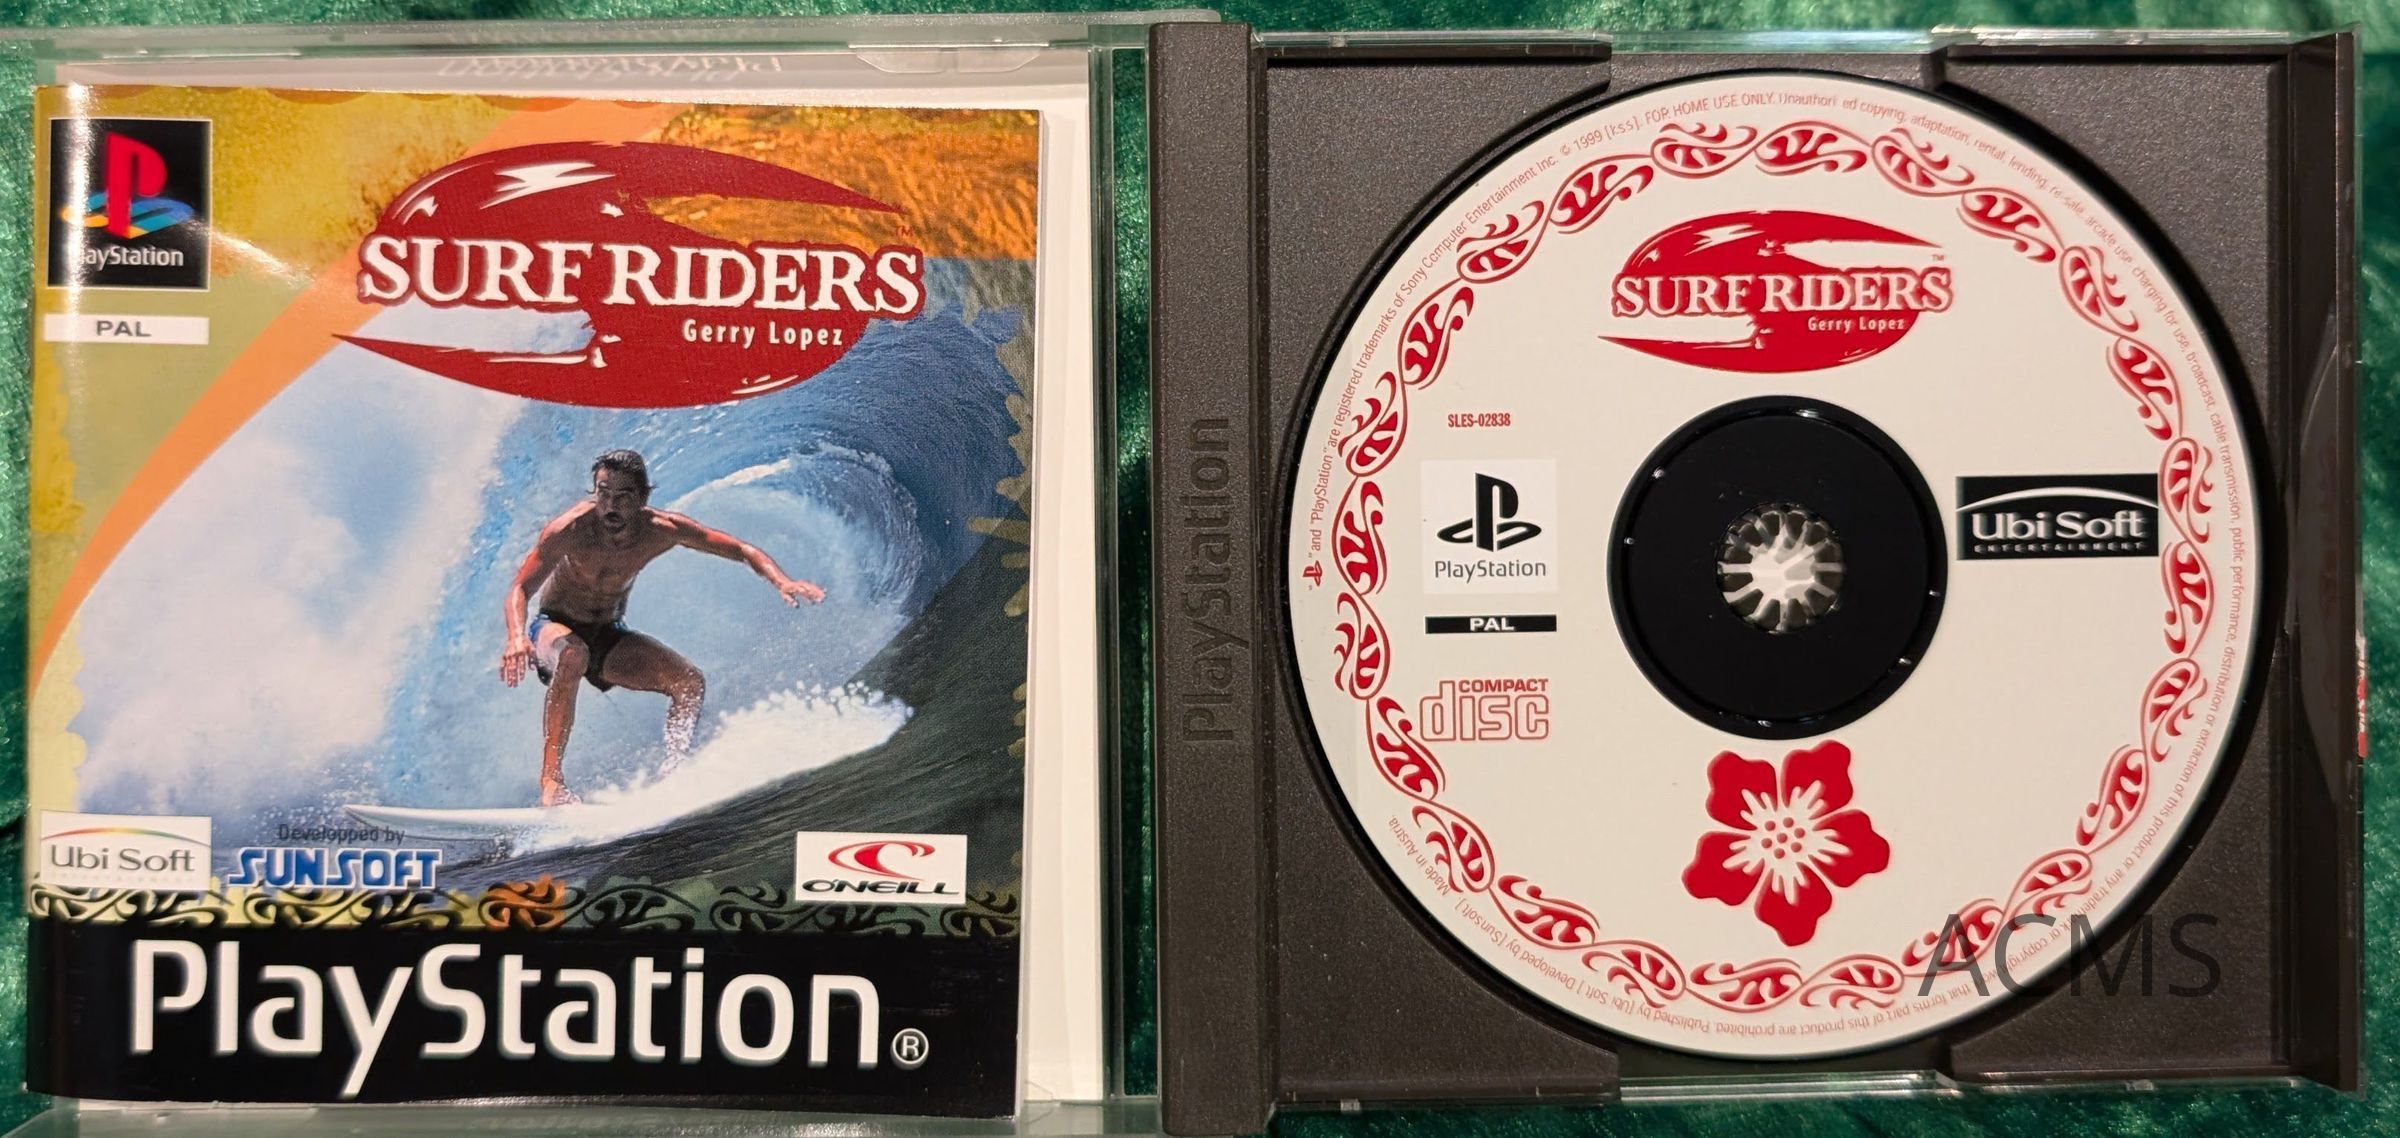 PlayStation
PAL
SURF RIDERS™
Gerry Lopez
Ubi Soft
ENTERTAINMENT
Developped by
SUNSOFT
O'NEILL
PlayStation®
PlayStation
" and "PlayStation" are registered trademarks of Sony Computer Entertainment Inc. © 1999 [k.s.s]. FOR HOME USE ONLY. Unauthori ed copying, adaptation, rental, lending, re-sale, arcade use, charging for use, broadcast, cable transmission, public performance, distribution or extraction of this product or any trademark or copyright work that forms part of this product are prohibited. Published by [Ubi Soft.] Developed by [Sunsoft.] Made in Austria.
SURF RIDERS™
Gerry Lopez
SLES-02838
PlayStation
PAL
COMPACT
disc
Ubi Soft
ENTERTAINMENT
ACMS